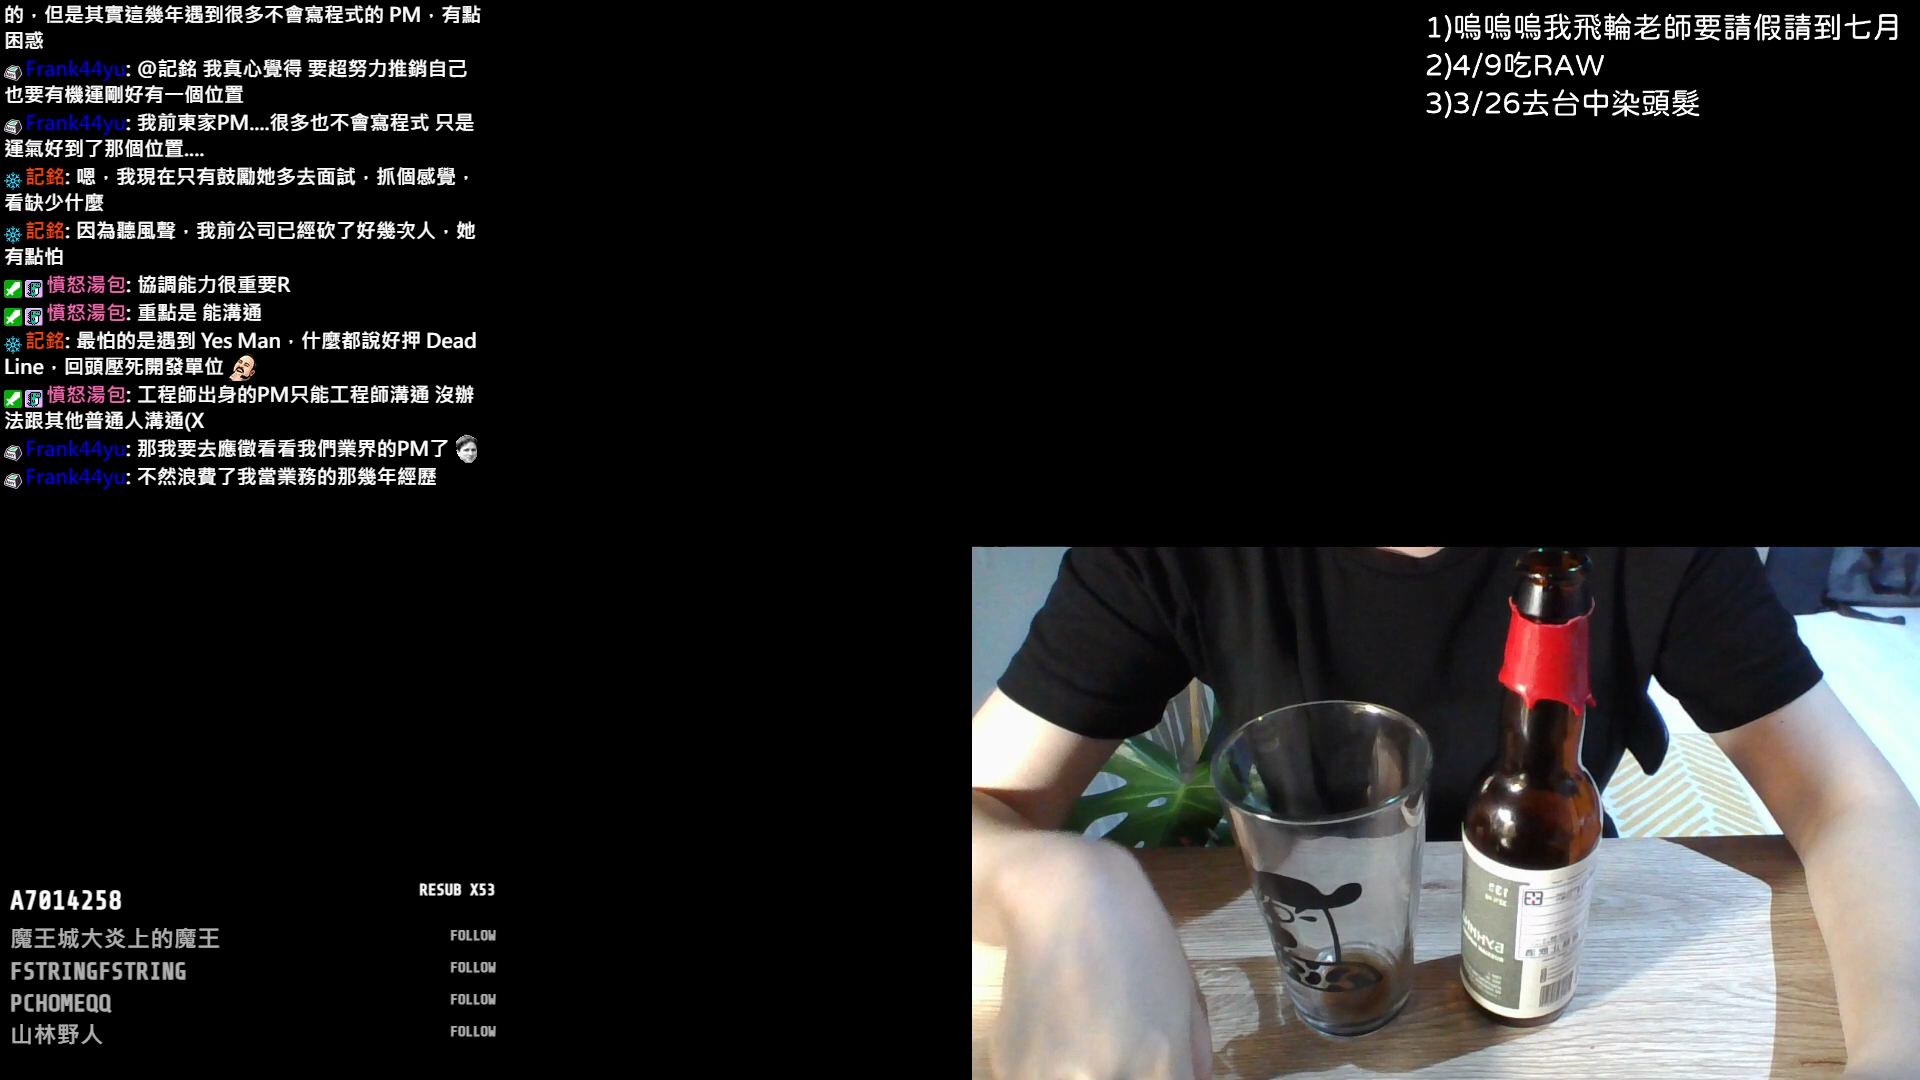 的，但是其實這幾年遇到很多不會寫程式的 PM，有點
困惑
Frank44yu: @記銘 我真心覺得 要超努力推銷自己
也要有機運剛好有一個位置
Frank44yu: 我前東家PM....很多也不會寫程式 只是
運氣好到了那個位置....
記銘: 嗯，我現在只有鼓勵她多去面試，抓個感覺，
看缺少什麼
記銘: 因為聽風聲，我前公司已經砍了好幾次人，她
有點怕
憤怒湯包: 協調能力很重要R
憤怒湯包: 重點是 能溝通
記銘: 最怕的是遇到 Yes Man，什麼都說好押 Dead
Line，回頭壓死開發單位
憤怒湯包: 工程師出身的PM只能工程師溝通 沒辦
法跟其他普通人溝通(X
Frank44yu: 那我要去應徵看看我們業界的PM了
Frank44yu: 不然浪費了我當業務的那幾年經歷
1)嗚嗚嗚我飛輪老師要請假請到七月
2)4/9吃RAW
3)3/26去台中染頭髮
A7014258 RESUB X53
魔王城大炎上的魔王 FOLLOW
FSTRINGFSTRING FOLLOW
PCHOMEQQ FOLLOW
山林野人 FOLLOW